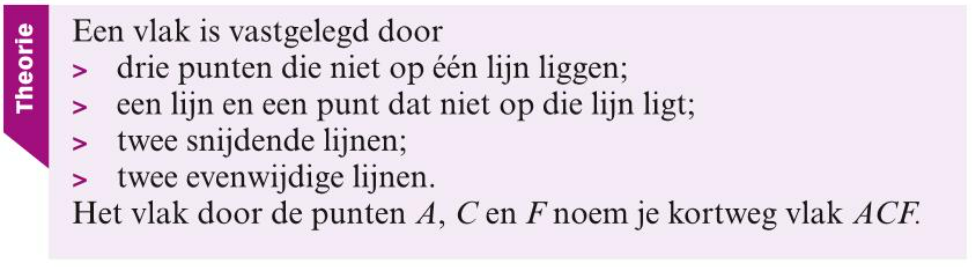 Theorie
Een vlak is vastgelegd door
> drie punten die niet op één lijn liggen;
> een lijn en een punt dat niet op die lijn ligt;
> twee snijdende lijnen;
> twee evenwijdige lijnen.
Het vlak door de punten A, C en F noem je kortweg vlak ACF.